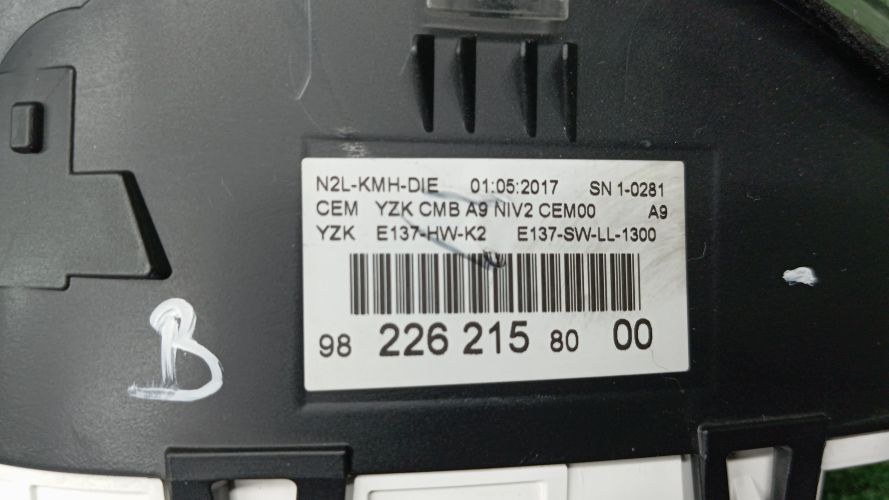 N2L-KMH-DIE 01:05:2017 SN 1-0281
CEM YZK CMB A9 NIV2 CEM00 A9
YZK E137-HW-K2 E137-SW-LL-1300
98 226 215 80 00
B